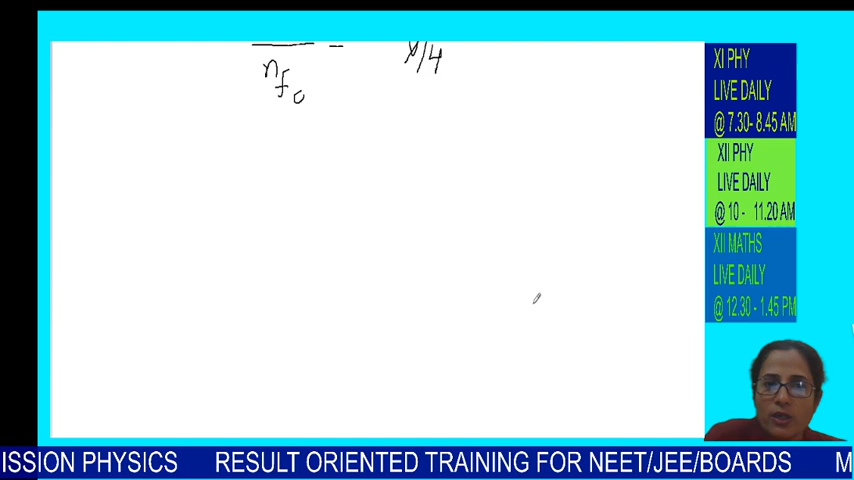 n f₀ =
λ/4
XI PHY
LIVE DAILY
@ 7.30- 8.45 AM
XII PHY
LIVE DAILY
@ 10 - 11.20 AM
XII MATHS
LIVE DAILY
@ 12.30 - 1.45 PM
ISSION PHYSICS RESULT ORIENTED TRAINING FOR NEET/JEE/BOARDS M